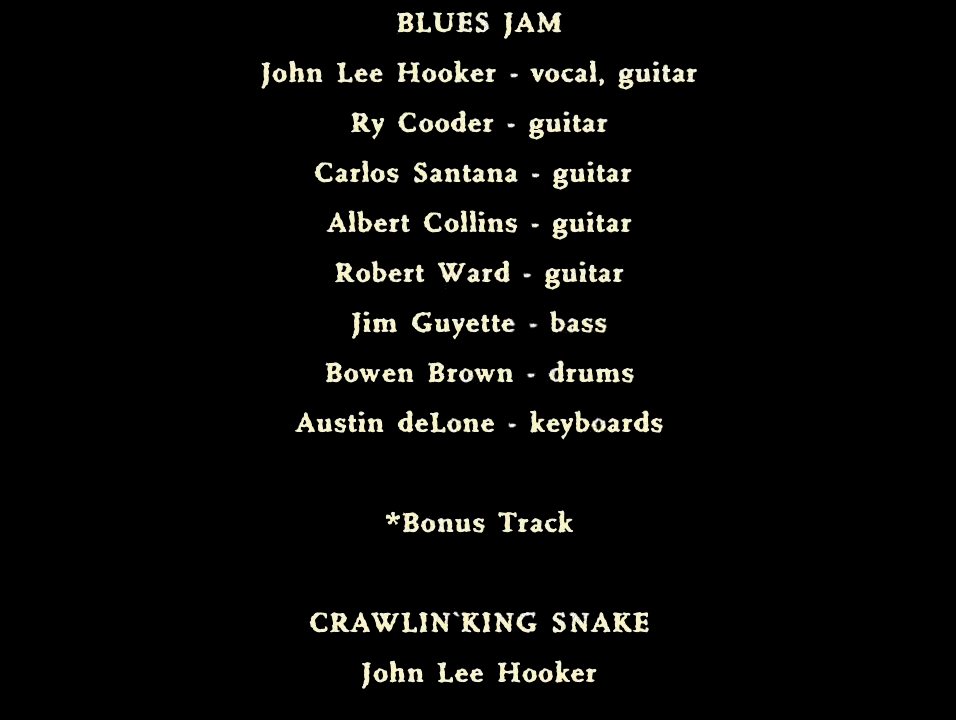 BLUES JAM
John Lee Hooker - vocal, guitar
Ry Cooder - guitar
Carlos Santana - guitar
Albert Collins - guitar
Robert Ward - guitar
Jim Guyette - bass
Bowen Brown - drums
Austin deLone - keyboards
*Bonus Track
CRAWLIN`KING SNAKE
John Lee Hooker